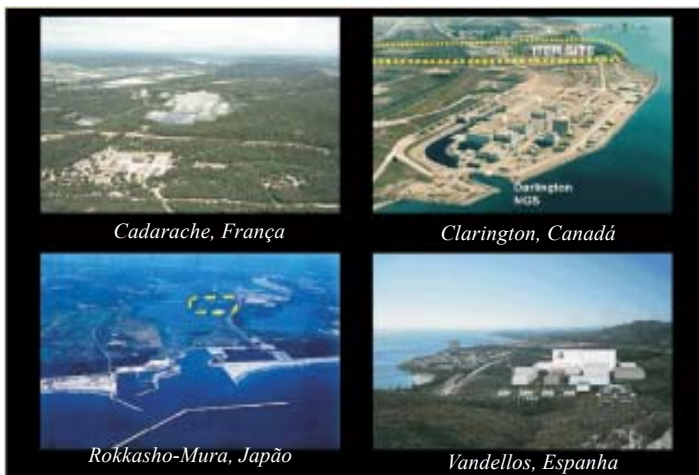 ITER SITE
Darlington
NGS
Cadarache, França
Clarington, Canadá
Rokkasho-Mura, Japão
Vandellos, Espanha